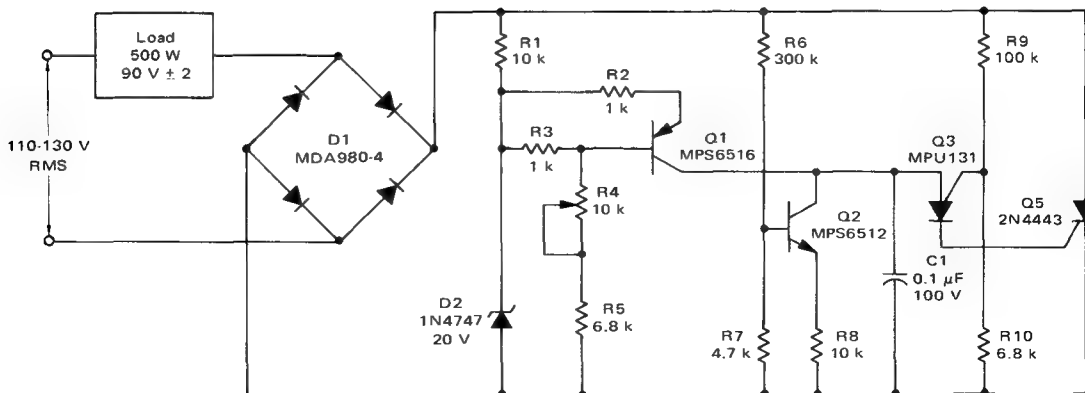 Load
500 W
90 V ± 2
110-130 V
RMS
D1
MDA980-4
R1
10 k
R2
1 k
R3
1 k
R4
10 k
R5
6.8 k
D2
1N4747
20 V
Q1
MPS6516
R6
300 k
R7
4.7 k
Q2
MPS6512
R8
10 k
C1
0.1 μF
100 V
Q3
MPU131
R9
100 k
R10
6.8 k
Q5
2N4443